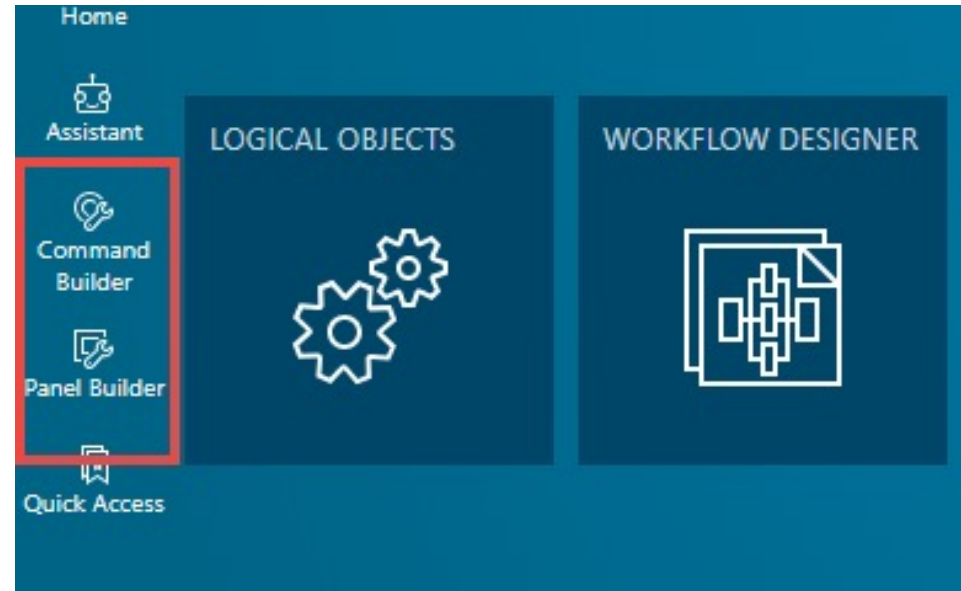 Home
Assistant
LOGICAL OBJECTS
WORKFLOW DESIGNER
Command
Builder
Panel Builder
Quick Access